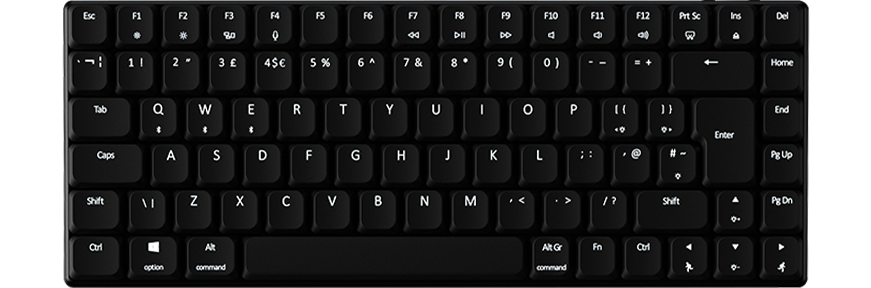 Esc F1 F2 F3 F4 F5 F6 F7 F8 F9 F10 F11 F12 Prt Sc Ins Del
` ¬ ¦ 1 ! 2 " 3 £ 4 $ € 5 % 6 ^ 7 & 8 * 9 ( 0 ) - – = + ← Home
Tab Q W E R T Y U I O P [ { ] } Enter End
Caps A S D F G H J K L ; : ' @ # ~ Pg Up
Shift \ | Z X C V B N M , < . > / ? Shift ▲ Pg Dn
Ctrl Alt Alt Gr Fn Ctrl ◄ ▼ ►
option command command